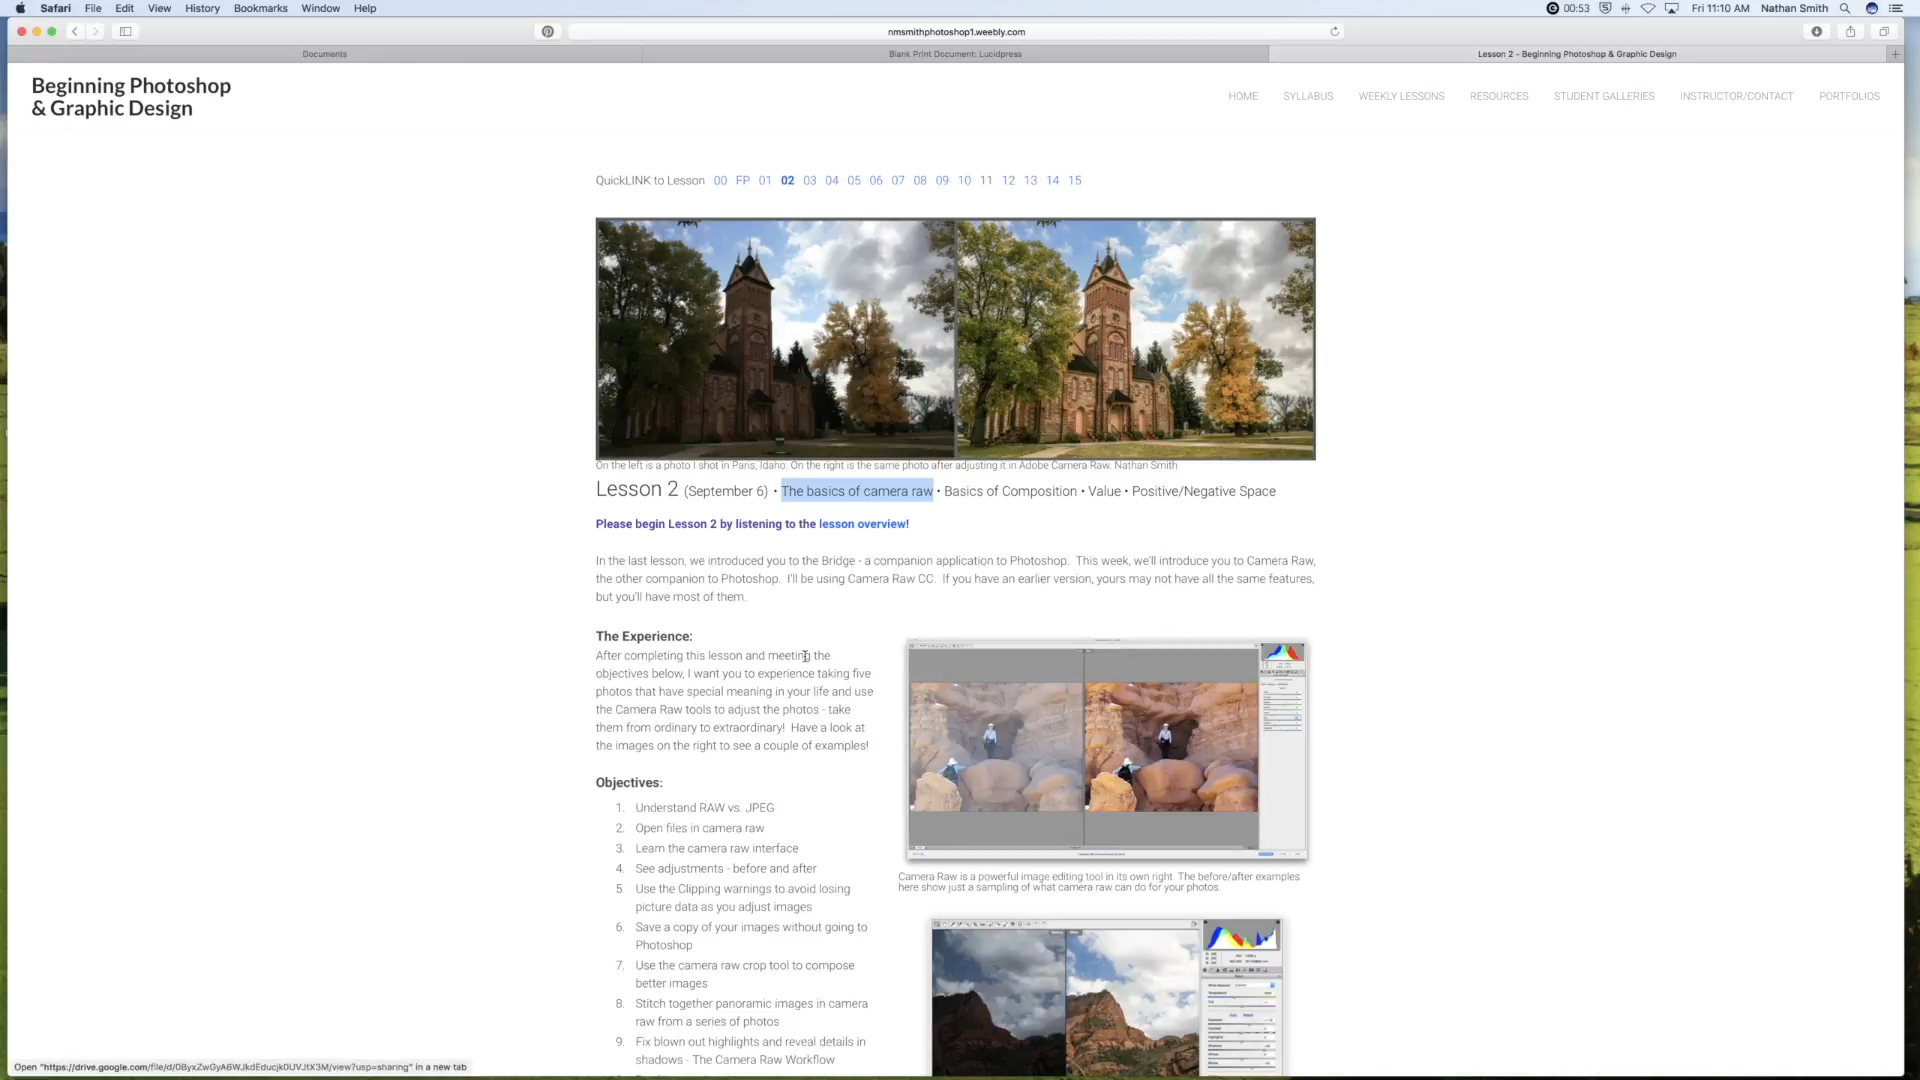 Safari File Edit View History Bookmarks Window Help 00:53 Fri 11:10 AM Nathan Smith
nmsmithphotoshop1.weebly.com
Documents Blank Print Document: Lucidpress Lesson 2 - Beginning Photoshop & Graphic Design
Beginning Photoshop
& Graphic Design
HOME SYLLABUS WEEKLY LESSONS RESOURCES STUDENT GALLERIES INSTRUCTOR/CONTACT PORTFOLIOS
QuickLINK to Lesson 00 FP 01 02 03 04 05 06 07 08 09 10 11 12 13 14 15
On the left is a photo I shot in Paris, Idaho. On the right is the same photo after adjusting it in Adobe Camera Raw. Nathan Smith
Lesson 2 (September 6) • The basics of camera raw • Basics of Composition • Value • Positive/Negative Space
Please begin Lesson 2 by listening to the lesson overview!
In the last lesson, we introduced you to the Bridge - a companion application to Photoshop. This week, we'll introduce you to Camera Raw,
the other companion to Photoshop. I'll be using Camera Raw CC. If you have an earlier version, yours may not have all the same features,
but you'll have most of them.
The Experience:
After completing this lesson and meeting the
objectives below, I want you to experience taking five
photos that have special meaning in your life and use
the Camera Raw tools to adjust the photos - take
them from ordinary to extraordinary! Have a look at
the images on the right to see a couple of examples!
Objectives:
1. Understand RAW vs. JPEG
2. Open files in camera raw
3. Learn the camera raw interface
4. See adjustments - before and after
5. Use the Clipping warnings to avoid losing
picture data as you adjust images
6. Save a copy of your images without going to
Photoshop
7. Use the camera raw crop tool to compose
better images
8. Stitch together panoramic images in camera
raw from a series of photos
9. Fix blown out highlights and reveal details in
shadows - The Camera Raw Workflow
Camera Raw is a powerful image editing tool in its own right. The before/after examples
here show just a sampling of what camera raw can do for your photos.
Open "https://drive.google.com/file/d/0ByxZwGyA6WJkdEducjk0UVJtX3M/view?usp=sharing" in a new tab